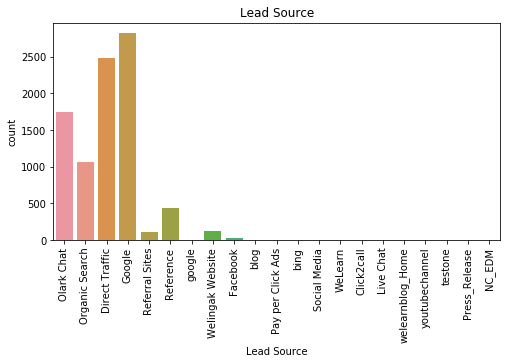 Lead Source
2500
2000
1500
1000
500
0
count
Olark Chat
Organic Search
Direct Traffic
Google
Referral Sites
Reference
google
Welingak Website
Facebook
blog
Pay per Click Ads
bing
Social Media
WeLearn
Click2call
Live Chat
welearnblog_Home
youtubechannel
testone
Press_Release
NC_EDM
Lead Source